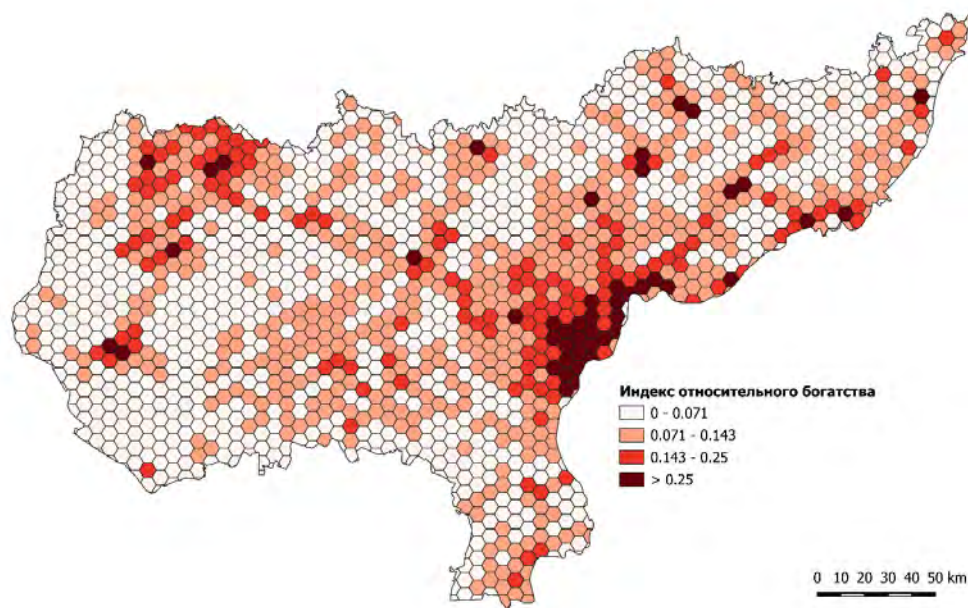 Индекс относительного богатства
0 - 0.071
0.071 - 0.143
0.143 - 0.25
> 0.25
0 10 20 30 40 50 km